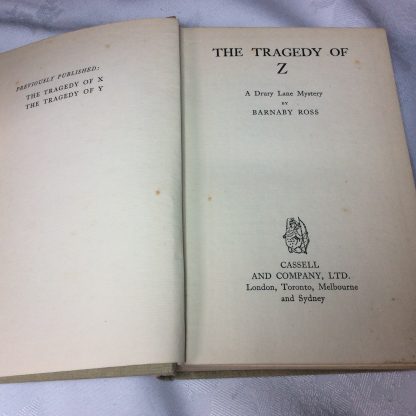 PREVIOUSLY PUBLISHED:
THE TRAGEDY OF X
THE TRAGEDY OF Y
THE TRAGEDY OF
Z
A Drury Lane Mystery
BY
BARNABY ROSS
CASSELL
AND COMPANY, LTD.
London, Toronto, Melbourne
and Sydney